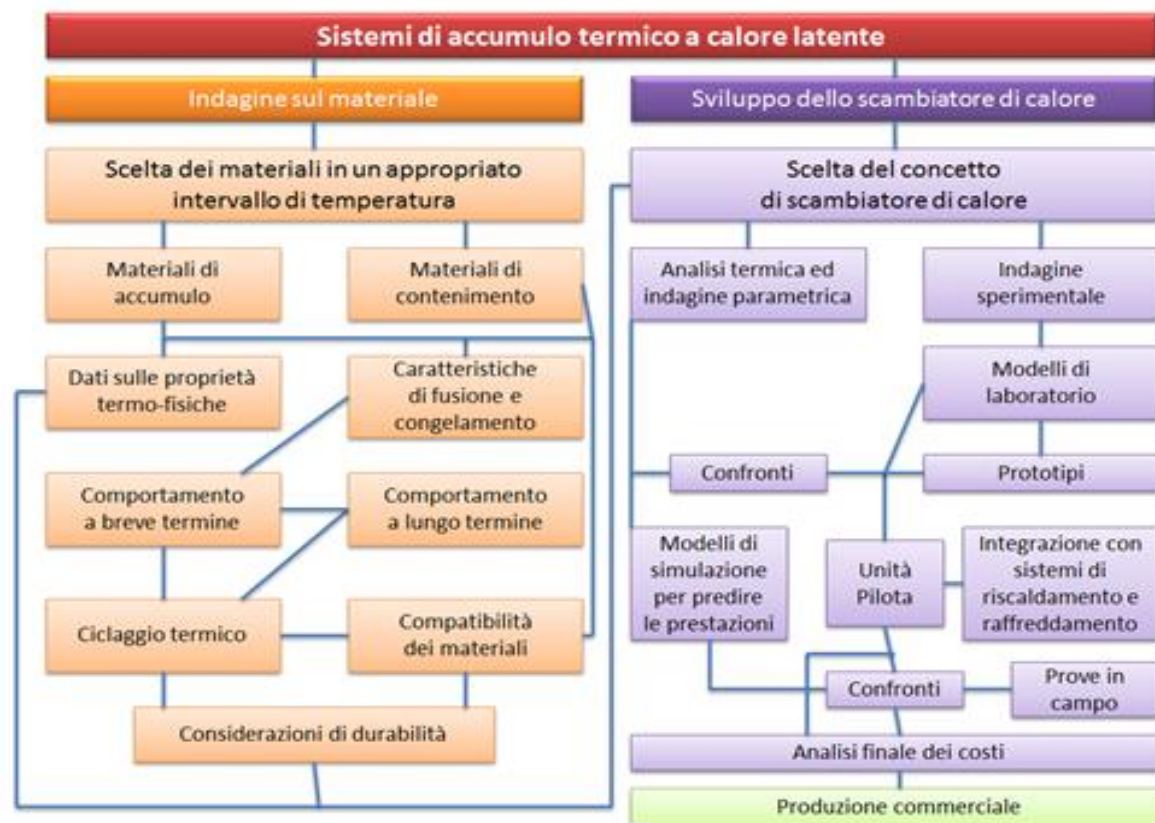 Sistemi di accumulo termico a calore latente
Indagine sul materiale
Sviluppo dello scambiatore di calore
Scelta dei materiali in un appropriato
intervallo di temperatura
Scelta del concetto
di scambiatore di calore
Materiali di
accumulo
Materiali di
contenimento
Analisi termica ed
indagine parametrica
Indagine
sperimentale
Dati sulle proprietà
termo-fisiche
Caratteristiche
di fusione e
congelamento
Modelli di
laboratorio
Confronti
Prototipi
Comportamento
a breve termine
Comportamento
a lungo termine
Modelli di
simulazione
per predire
le prestazioni
Unità
Pilota
Integrazione con
sistemi di
riscaldamento e
raffreddamento
Ciclaggio termico
Compatibilità
dei materiali
Confronti
Prove in
campo
Considerazioni di durabilità
Analisi finale dei costi
Produzione commerciale